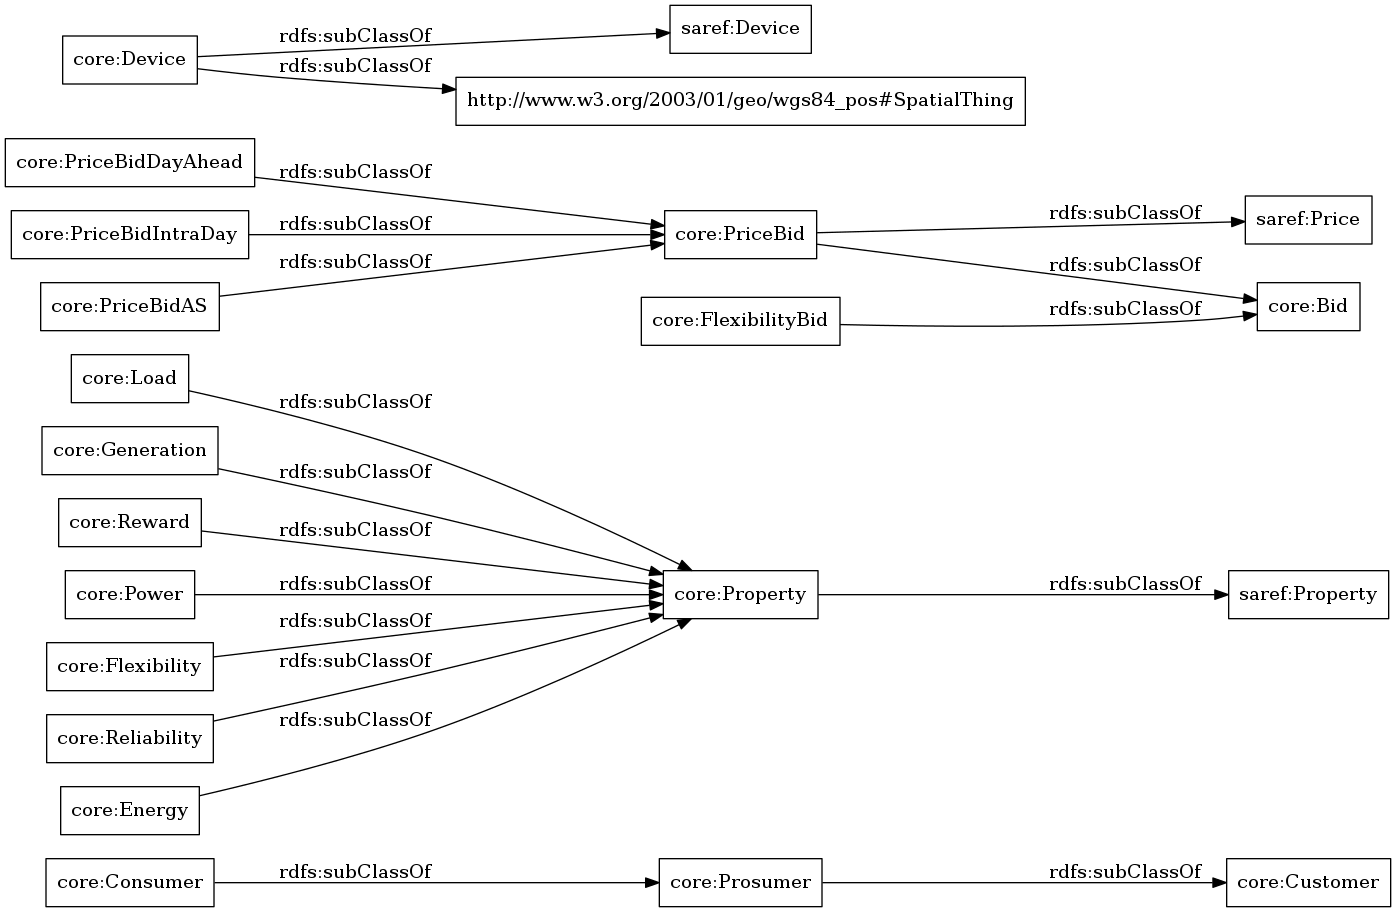 saref:Device
rdfs:subClassOf
core:Device
rdfs:subClassOf
http://www.w3.org/2003/01/geo/wgs84_pos#SpatialThing
core:PriceBidDayAhead
rdfs:subClassOf
rdfs:subClassOf
saref:Price
core:PriceBidIntraDay
rdfs:subClassOf
core:PriceBid
rdfs:subClassOf
rdfs:subClassOf
core:PriceBidAS
core:Bid
core:FlexibilityBid
rdfs:subClassOf
core:Load
rdfs:subClassOf
core:Generation
rdfs:subClassOf
core:Reward
rdfs:subClassOf
core:Power
rdfs:subClassOf
core:Property
rdfs:subClassOf
saref:Property
rdfs:subClassOf
core:Flexibility
rdfs:subClassOf
core:Reliability
rdfs:subClassOf
core:Energy
core:Consumer
rdfs:subClassOf
core:Prosumer
rdfs:subClassOf
core:Customer